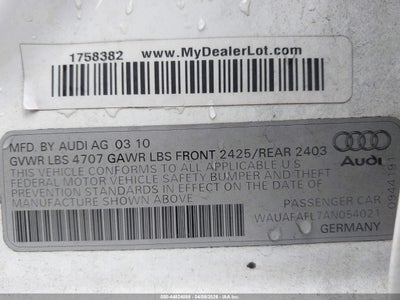 1758382
www.MyDealerLot.com
MFD. BY AUDI AG 03 10
GVWR LBS 4707 GAWR LBS FRONT 2425/REAR 2403
THIS VEHICLE CONFORMS TO ALL APPLICABLE U.S
FEDERAL MOTOR VEHICLE SAFETY BUMPER AND THEFT
PREVENTION STANDARDS IN EFFECT ON THE DATE OF
MANUFACTURE SHOWN ABOVE.
Audi
PASSENGER CAR
WAUAFAFL7AN054021
GERMANY